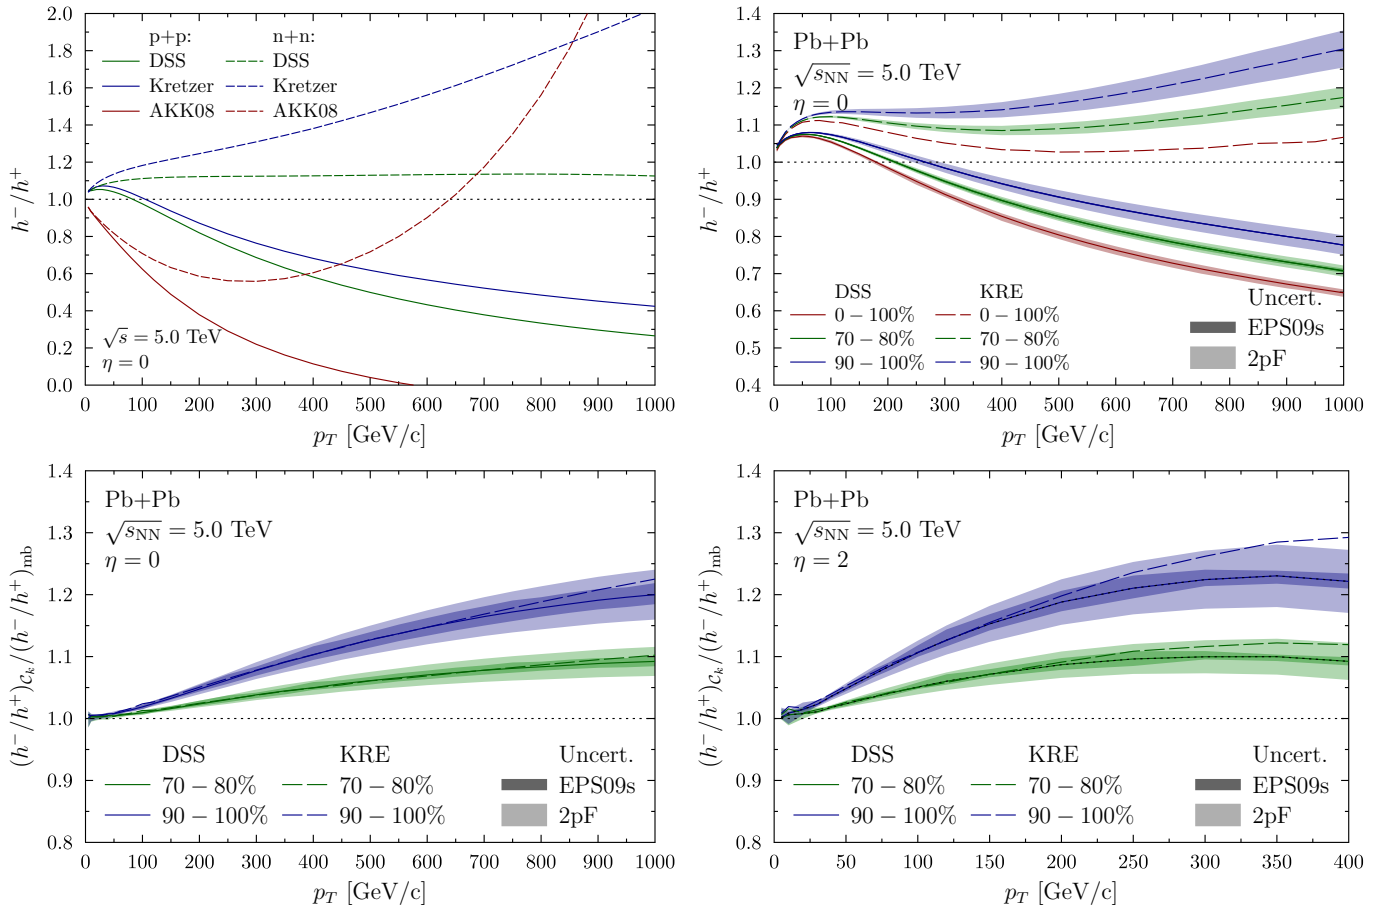 2.0
1.8
1.6
1.4
1.2
1.0
0.8
0.6
0.4
0.2
0.0
h⁻/h⁺
p+p: n+n:
DSS DSS
Kretzer Kretzer
AKK08 AKK08
√s = 5.0 TeV
η = 0
0 100 200 300 400 500 600 700 800 900 1000
p_T [GeV/c]
1.4
1.3
1.2
1.1
1.0
0.9
0.8
0.7
0.6
0.5
0.4
h⁻/h⁺
Pb+Pb
√s_NN = 5.0 TeV
η = 0
DSS KRE Uncert.
0 − 100% 0 − 100% EPS09s
70 − 80% 70 − 80% 2pF
90 − 100% 90 − 100%
0 100 200 300 400 500 600 700 800 900 1000
p_T [GeV/c]
1.4
1.3
1.2
1.1
1.0
0.9
0.8
(h⁻/h⁺)_C_k/(h⁻/h⁺)_mb
Pb+Pb
√s_NN = 5.0 TeV
η = 0
DSS KRE Uncert.
70 − 80% 70 − 80% EPS09s
90 − 100% 90 − 100% 2pF
0 100 200 300 400 500 600 700 800 900 1000
p_T [GeV/c]
1.4
1.3
1.2
1.1
1.0
0.9
0.8
(h⁻/h⁺)_C_k/(h⁻/h⁺)_mb
Pb+Pb
√s_NN = 5.0 TeV
η = 2
DSS KRE Uncert.
70 − 80% 70 − 80% EPS09s
90 − 100% 90 − 100% 2pF
0 50 100 150 200 250 300 350 400
p_T [GeV/c]